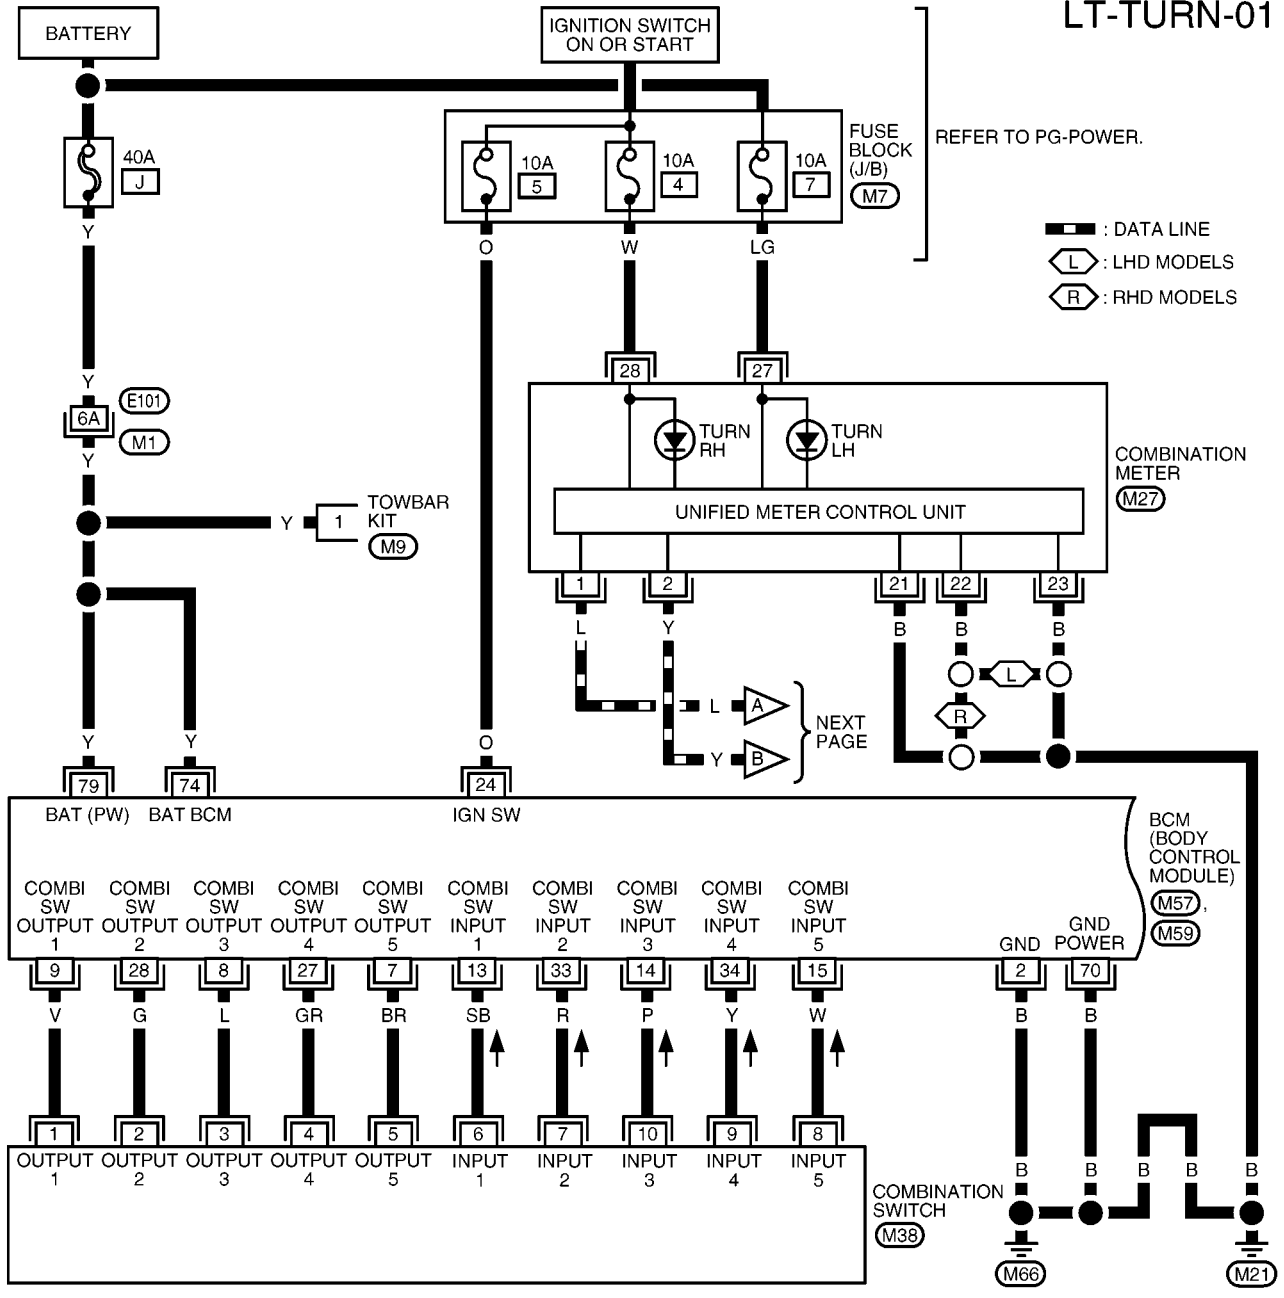 LT-TURN-01
BATTERY
IGNITION SWITCH
ON OR START
40A
J
10A
5
10A
4
10A
7
FUSE
BLOCK
(J/B)
M7
REFER TO PG-POWER.
: DATA LINE
L : LHD MODELS
R : RHD MODELS
Y
O
W
LG
Y
6A
E101
M1
Y
28
27
TURN
RH
TURN
LH
COMBINATION
METER
M27
UNIFIED METER CONTROL UNIT
Y
1
TOWBAR
KIT
M9
1
2
21
22
23
L
Y
B
B
B
L
R
L
A
Y
B
NEXT
PAGE
Y
Y
O
79
74
24
BAT (PW)
BAT BCM
IGN SW
BCM
(BODY
CONTROL
MODULE)
M57 ,
M59
COMBI
SW
OUTPUT
1
COMBI
SW
OUTPUT
2
COMBI
SW
OUTPUT
3
COMBI
SW
OUTPUT
4
COMBI
SW
OUTPUT
5
COMBI
SW
INPUT
1
COMBI
SW
INPUT
2
COMBI
SW
INPUT
3
COMBI
SW
INPUT
4
COMBI
SW
INPUT
5
GND
GND
POWER
9
28
8
27
7
13
33
14
34
15
2
70
V
G
L
GR
BR
SB
R
P
Y
W
B
B
1
2
3
4
5
6
7
10
9
8
OUTPUT
1
OUTPUT
2
OUTPUT
3
OUTPUT
4
OUTPUT
5
INPUT
1
INPUT
2
INPUT
3
INPUT
4
INPUT
5
COMBINATION
SWITCH
M38
B
B
B
B
B
M66
M21